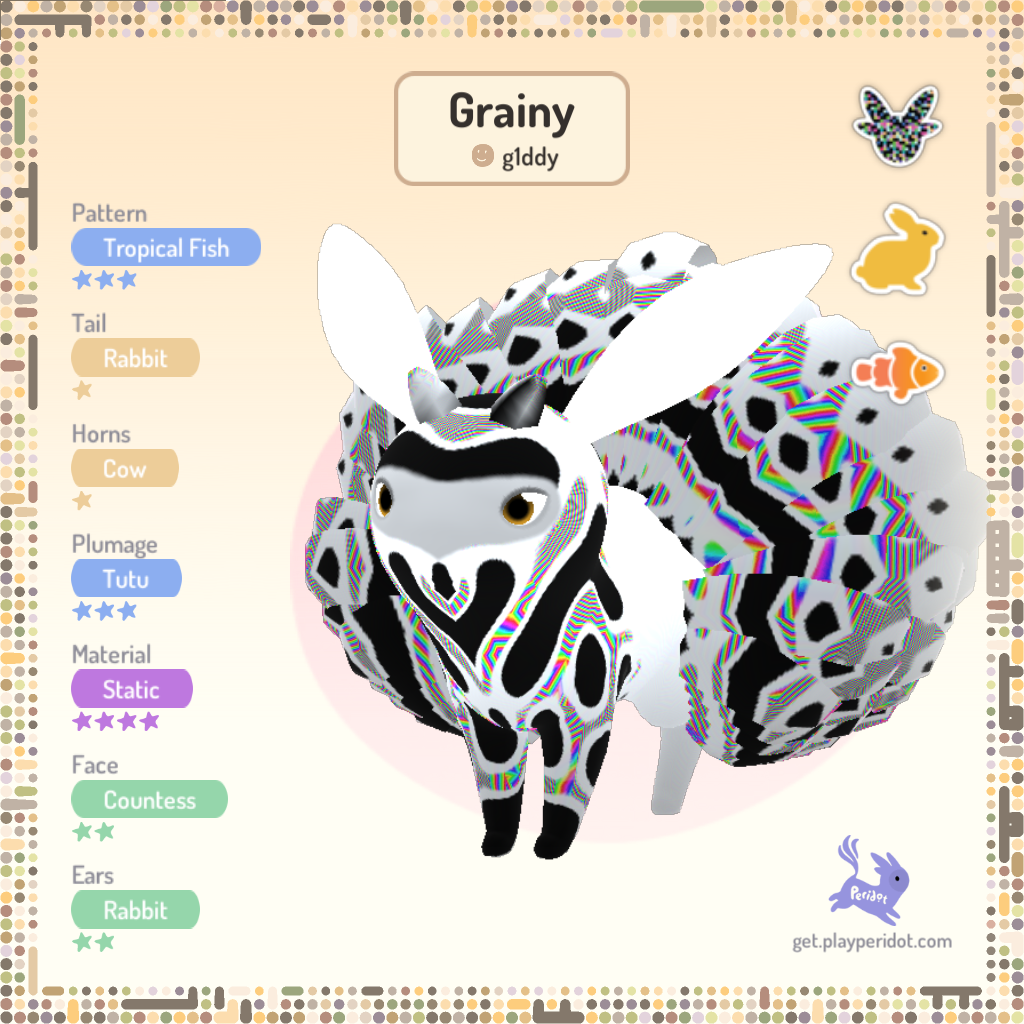 Grainy
g1ddy
Pattern
Tropical Fish
Tail
Rabbit
Horns
Cow
Plumage
Tutu
Material
Static
Face
Countess
Ears
Rabbit
Peridot
get.playperidot.com